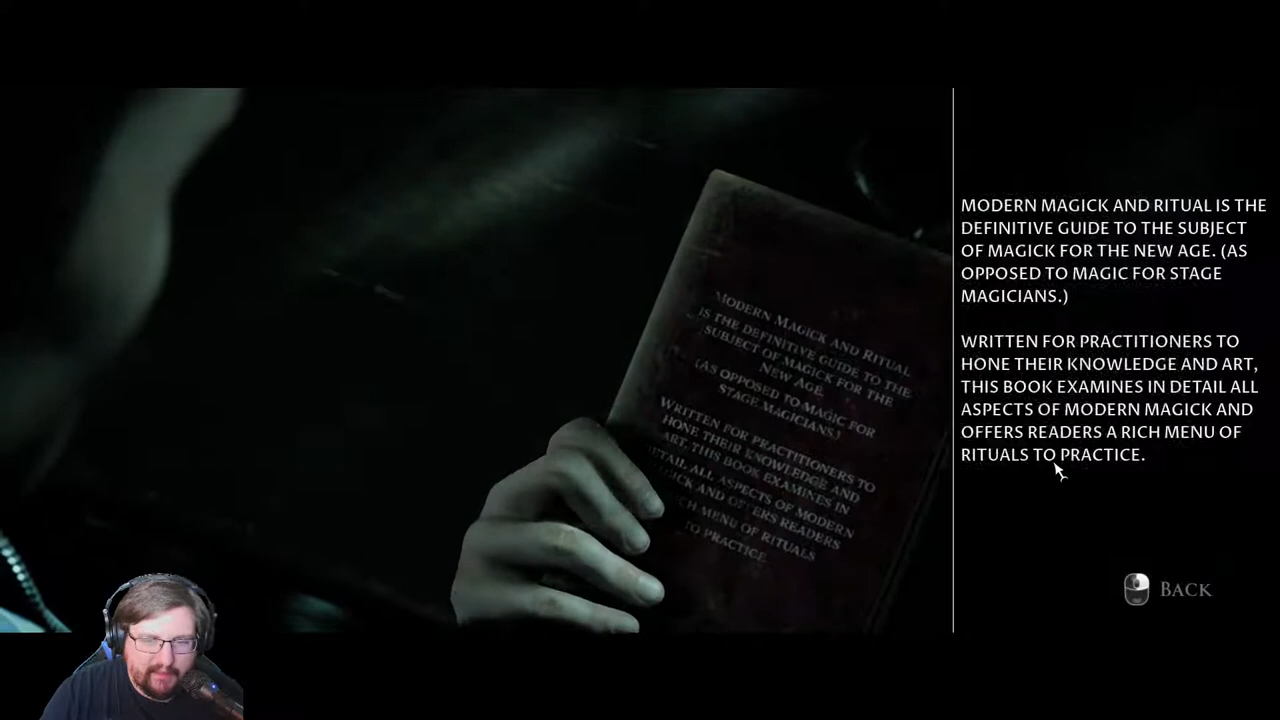 MODERN MAGICK AND RITUAL
IS THE DEFINITIVE GUIDE TO THE
SUBJECT OF MAGICK FOR THE
NEW AGE.
(AS OPPOSED TO MAGIC FOR
STAGE MAGICIANS.)
WRITTEN FOR PRACTITIONERS TO
HONE THEIR KNOWLEDGE AND
ART, THIS BOOK EXAMINES IN
DETAIL ALL ASPECTS OF MODERN
MAGICK AND OFFERS READERS
RICH MENU OF RITUALS
TO PRACTICE.
MODERN MAGICK AND RITUAL IS THE
DEFINITIVE GUIDE TO THE SUBJECT
OF MAGICK FOR THE NEW AGE. (AS
OPPOSED TO MAGIC FOR STAGE
MAGICIANS.)
WRITTEN FOR PRACTITIONERS TO
HONE THEIR KNOWLEDGE AND ART,
THIS BOOK EXAMINES IN DETAIL ALL
ASPECTS OF MODERN MAGICK AND
OFFERS READERS A RICH MENU OF
RITUALS TO PRACTICE.
BACK